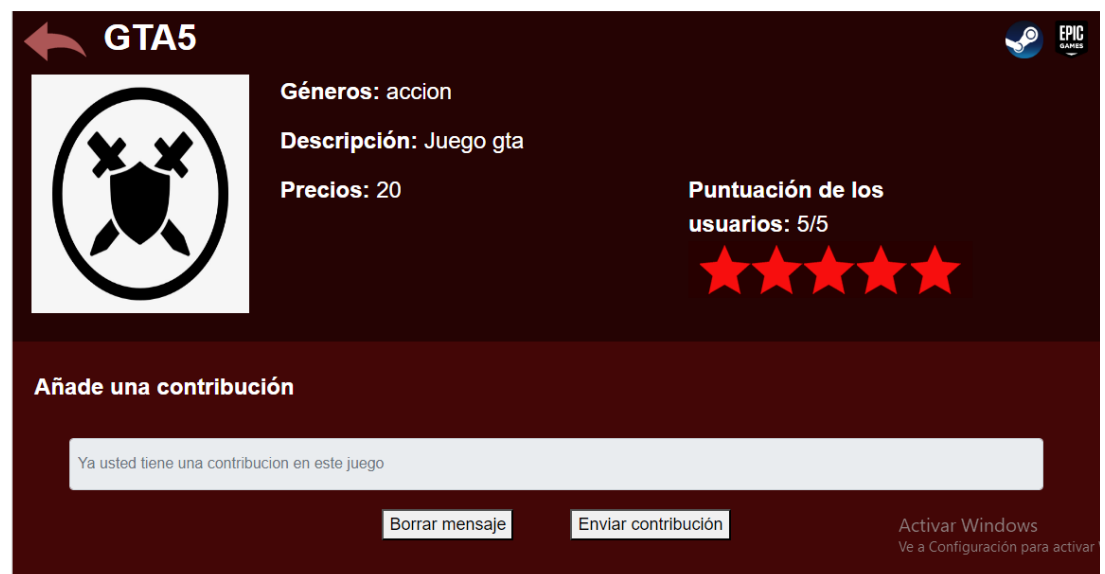 GTA5
EPIC
GAMES
Géneros: accion
Descripción: Juego gta
Precios: 20
Puntuación de los
usuarios: 5/5
Añade una contribución
Ya usted tiene una contribucion en este juego
Borrar mensaje
Enviar contribución
Activar Windows
Ve a Configuración para activar